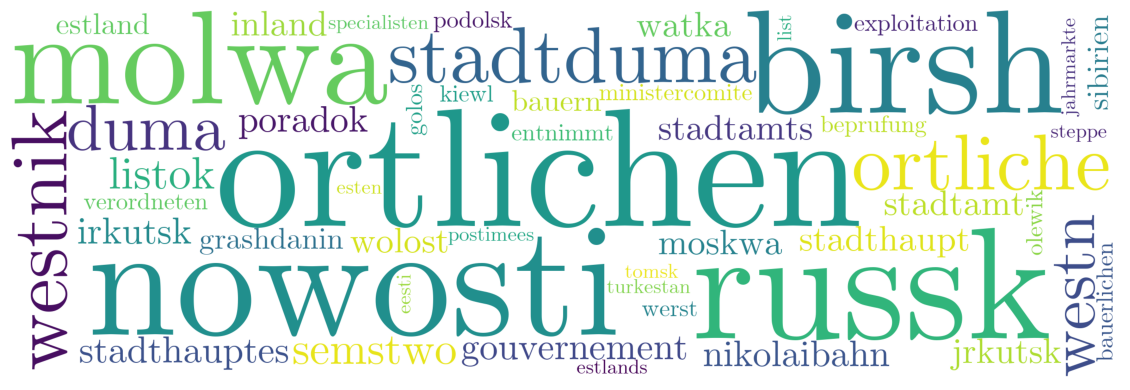 estland
inland
specialisten
podolsk
watka
list
exploitation
jahrmarkte
sibirien
molwa
stadtduma
birsh
golos
kiewl
bauern
ministercomite
westnik
duma
poradok
entnimmt
stadtamts
beprufung
steppe
listok
ortlichen
ortliche
esten
verordneten
stadtamt
olewik
irkutsk
grashdanin
wolost
postimees
moskwa
stadthaupt
westn
bauerlichen
nowosti
eesti
tomsk
turkestan
werst
russk
stadthauptes
semstwo
gouvernement
estlands
nikolaibahn
jrkutsk